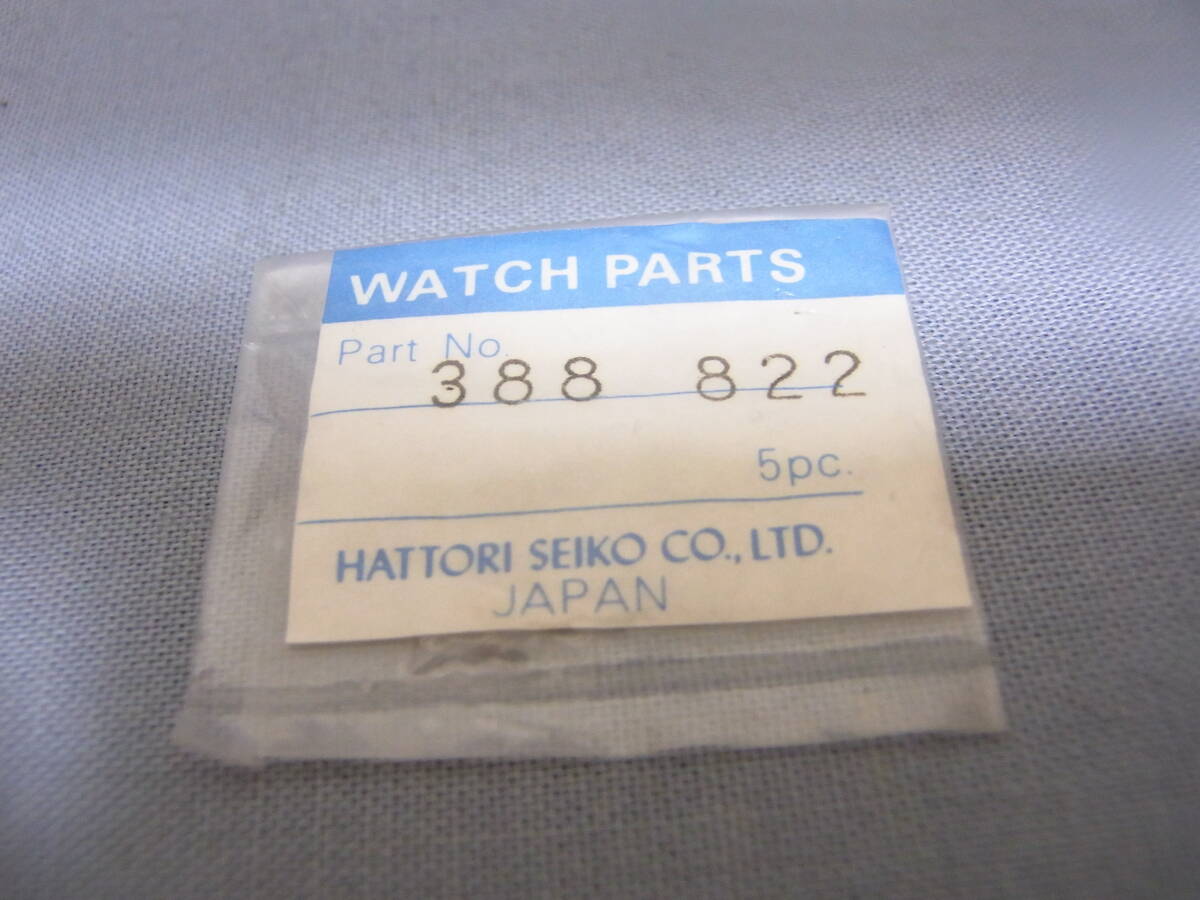 WATCH PARTS
Part No. 388 822
5pc.
HATTORI SEIKO CO., LTD.
JAPAN